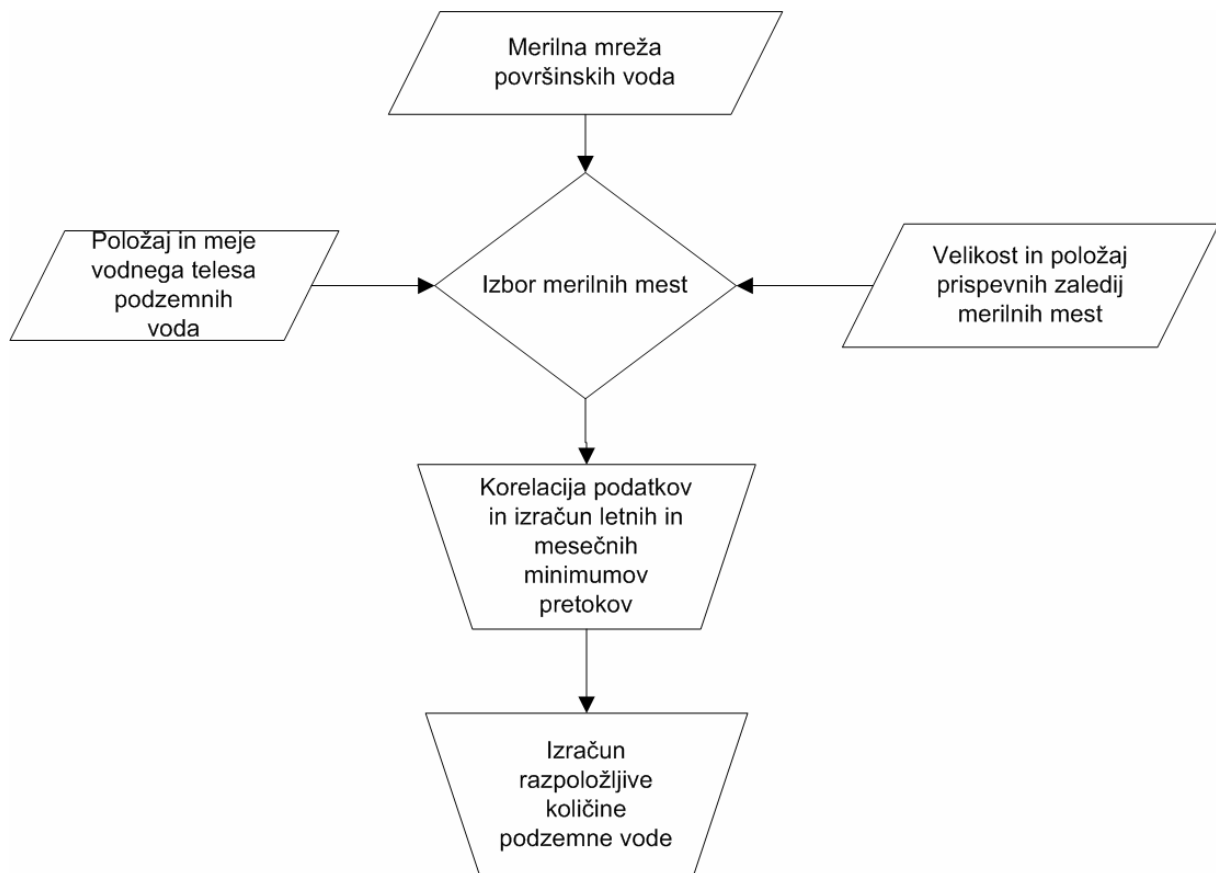 Merilna mreža
površinskih voda
Položaj in meje
vodnega telesa
podzemnih
voda
Izbor merilnih mest
Velikost in položaj
prispevnih zaledij
merilnih mest
Korelacija podatkov
in izračun letnih in
mesečnih
minimumov
pretokov
Izračun
razpoložljive
količine
podzemne vode